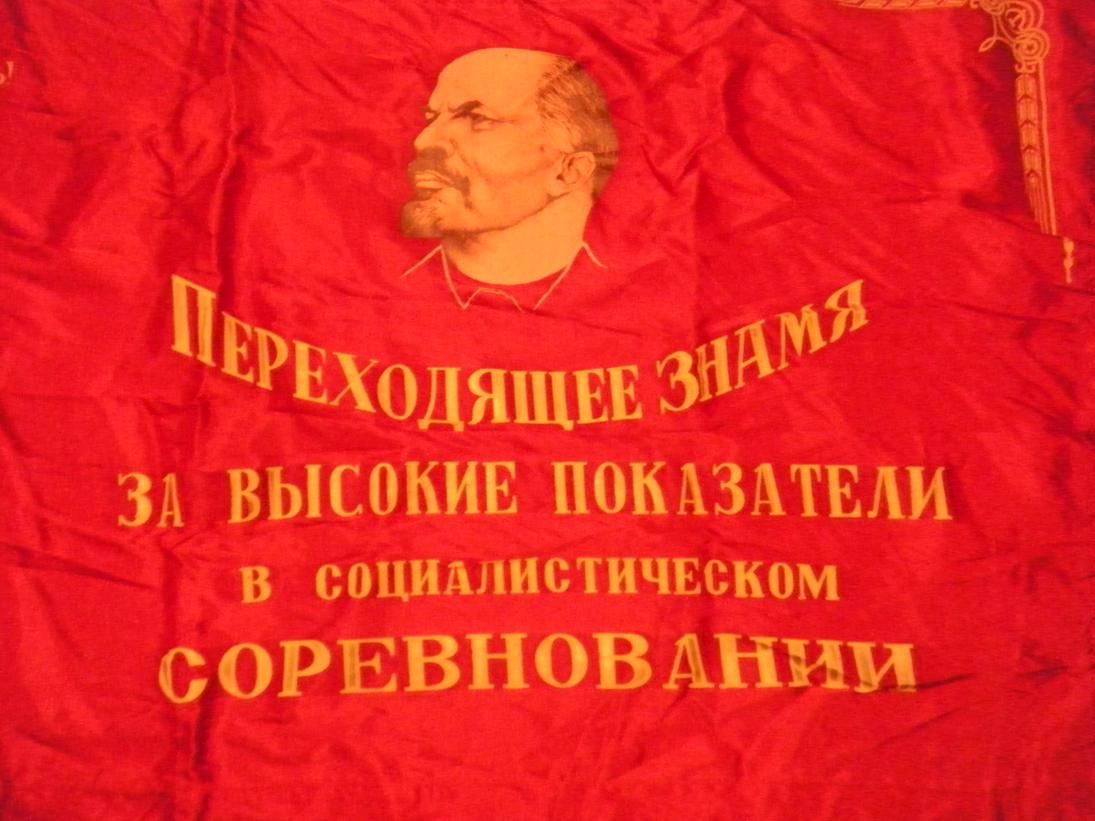 Переходящее знамя
за высокие показатели
в социалистическом
соревновании